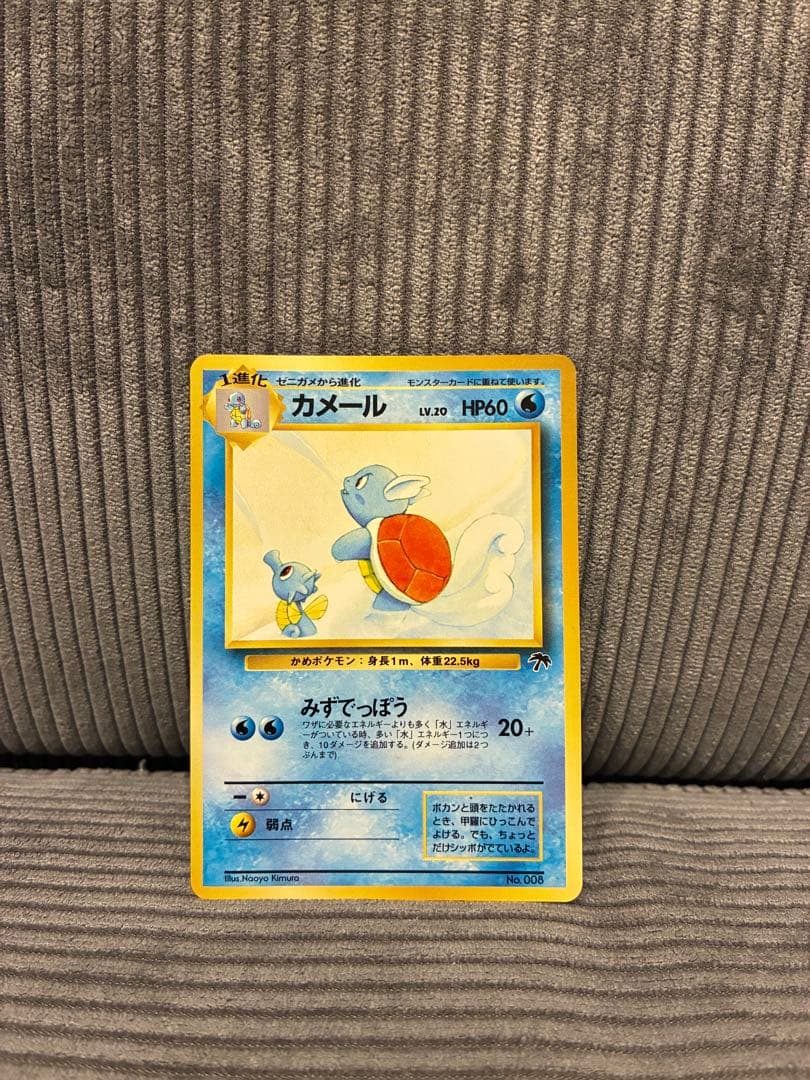 1進化
ゼニガメから進化
モンスターカードに重ねて使います。
カメール LV.20 HP60
かめポケモン：身長1m、体重22.5kg
みずでっぽう
ワザに必要なエネルギーよりも多く「水」エネルギ
ーがついている時、多い「水」エネルギー1つにつ
き、10ダメージを追加する。(ダメージ追加は2つ
ぶんまで)
20+
にげる
弱点
ボカンと頭をたたかれる
とき、甲羅にひっこんで
よける。でも、ちょっと
だけシッポがでているよ。
Illus.Naoyo Kimura
No.008